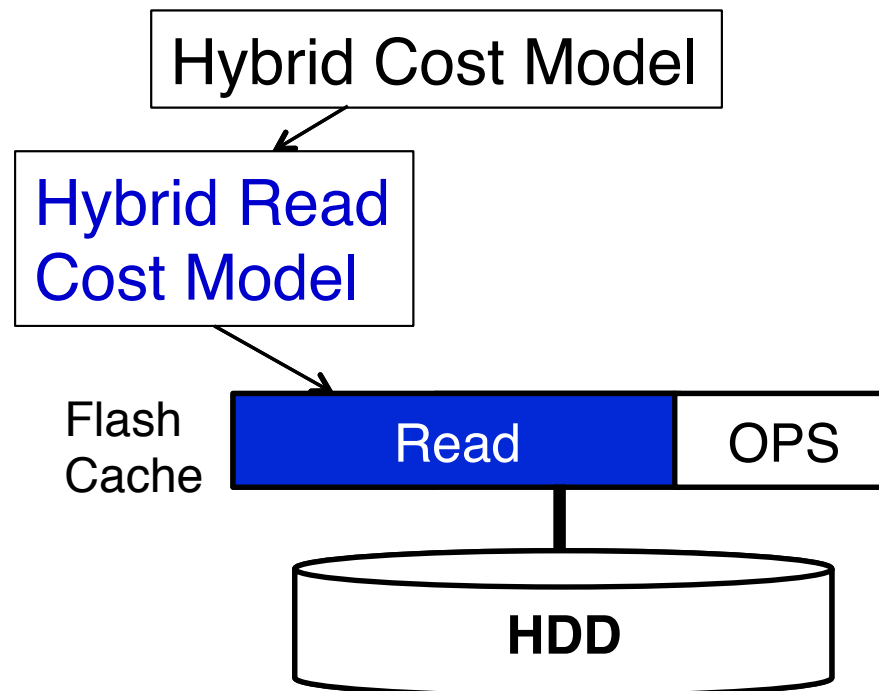 Hybrid Cost Model
Hybrid Read
Cost Model
Flash
Cache
Read
OPS
HDD